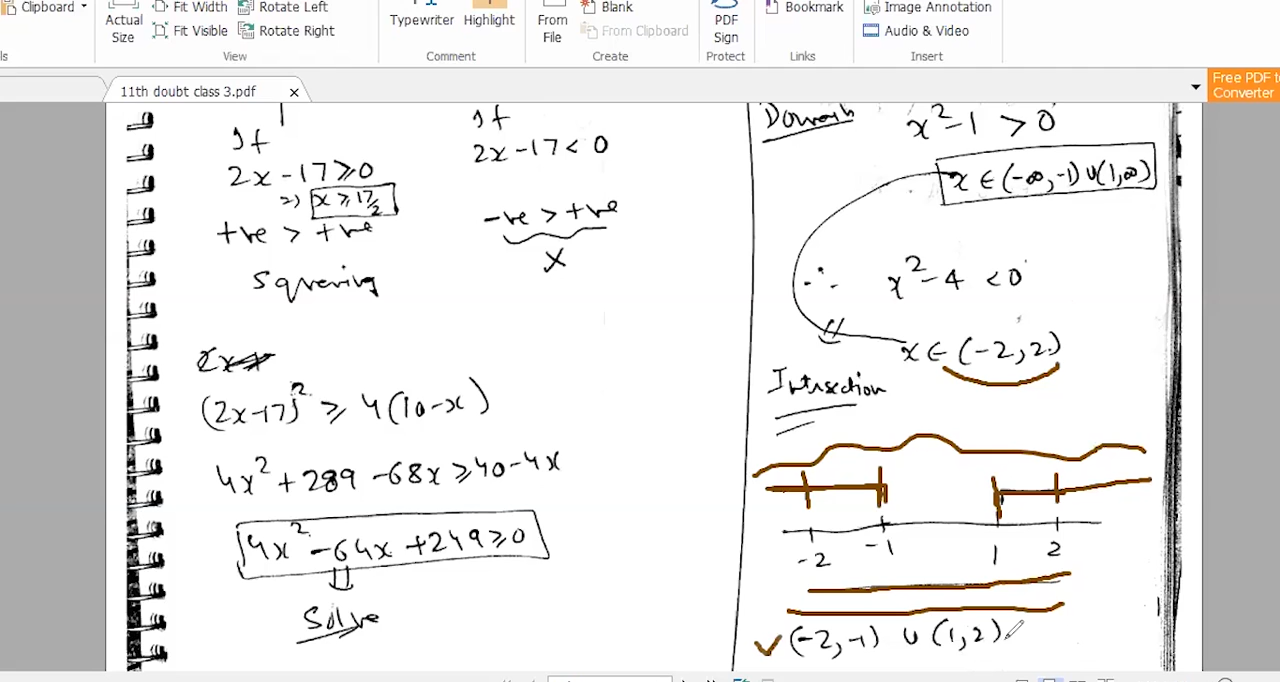 Clipboard
Actual Size
Fit Width
Fit Visible
Rotate Left
Rotate Right
View
Typewriter
Highlight
Comment
From File
Blank
From Clipboard
Create
PDF Sign
Protect
Bookmark
Links
Image Annotation
Audio & Video
Insert
11th doubt class 3.pdf
Free PDF to
Converter
If
2x - 17 ≥ 0
=> x ≥ 17/2
+ve > +ve
Squaring
If
2x - 17 < 0
-ve > +ve
X
(2x-17)² ≥ 4(10-x)
4x² + 289 - 68x ≥ 40 - 4x
4x² - 64x + 249 ≥ 0
Solve
Domain x² - 1 > 0
x ∈ (-∞, -1) ∪ (1, ∞)
∴ x² - 4 < 0
x ∈ (-2, 2)
Intrsection
-2 -1 1 2
(-2, -1) ∪ (1, 2)